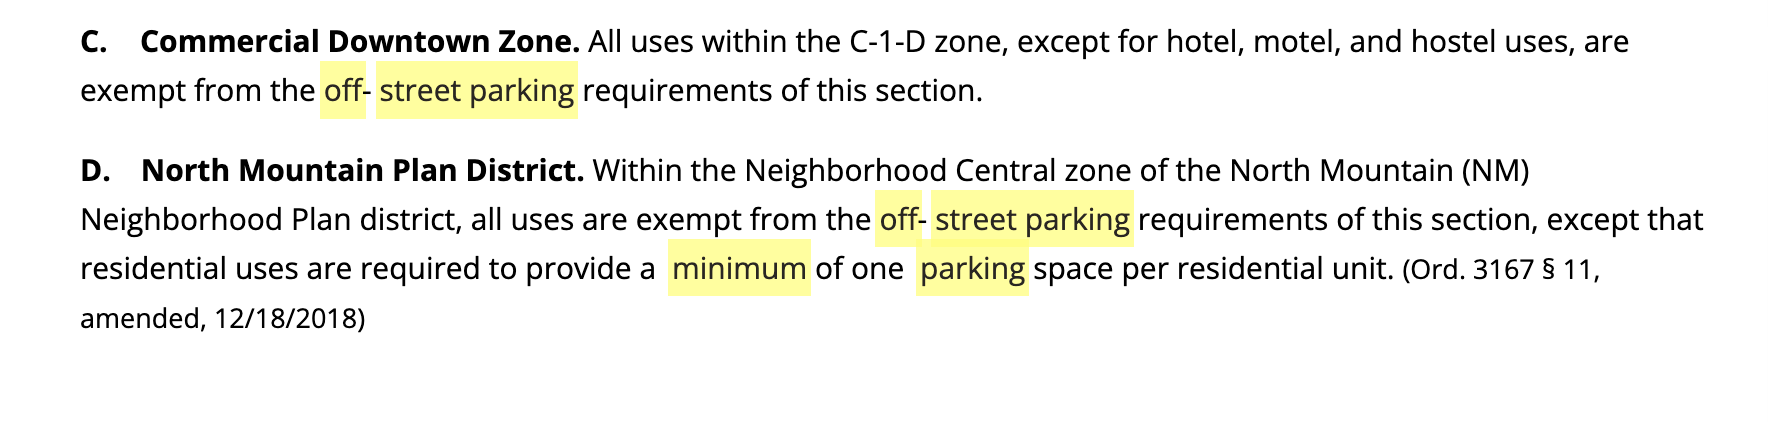 C. Commercial Downtown Zone. All uses within the C-1-D zone, except for hotel, motel, and hostel uses, are
exempt from the off- street parking requirements of this section.
D. North Mountain Plan District. Within the Neighborhood Central zone of the North Mountain (NM)
Neighborhood Plan district, all uses are exempt from the off- street parking requirements of this section, except that
residential uses are required to provide a minimum of one parking space per residential unit. (Ord. 3167 § 11,
amended, 12/18/2018)